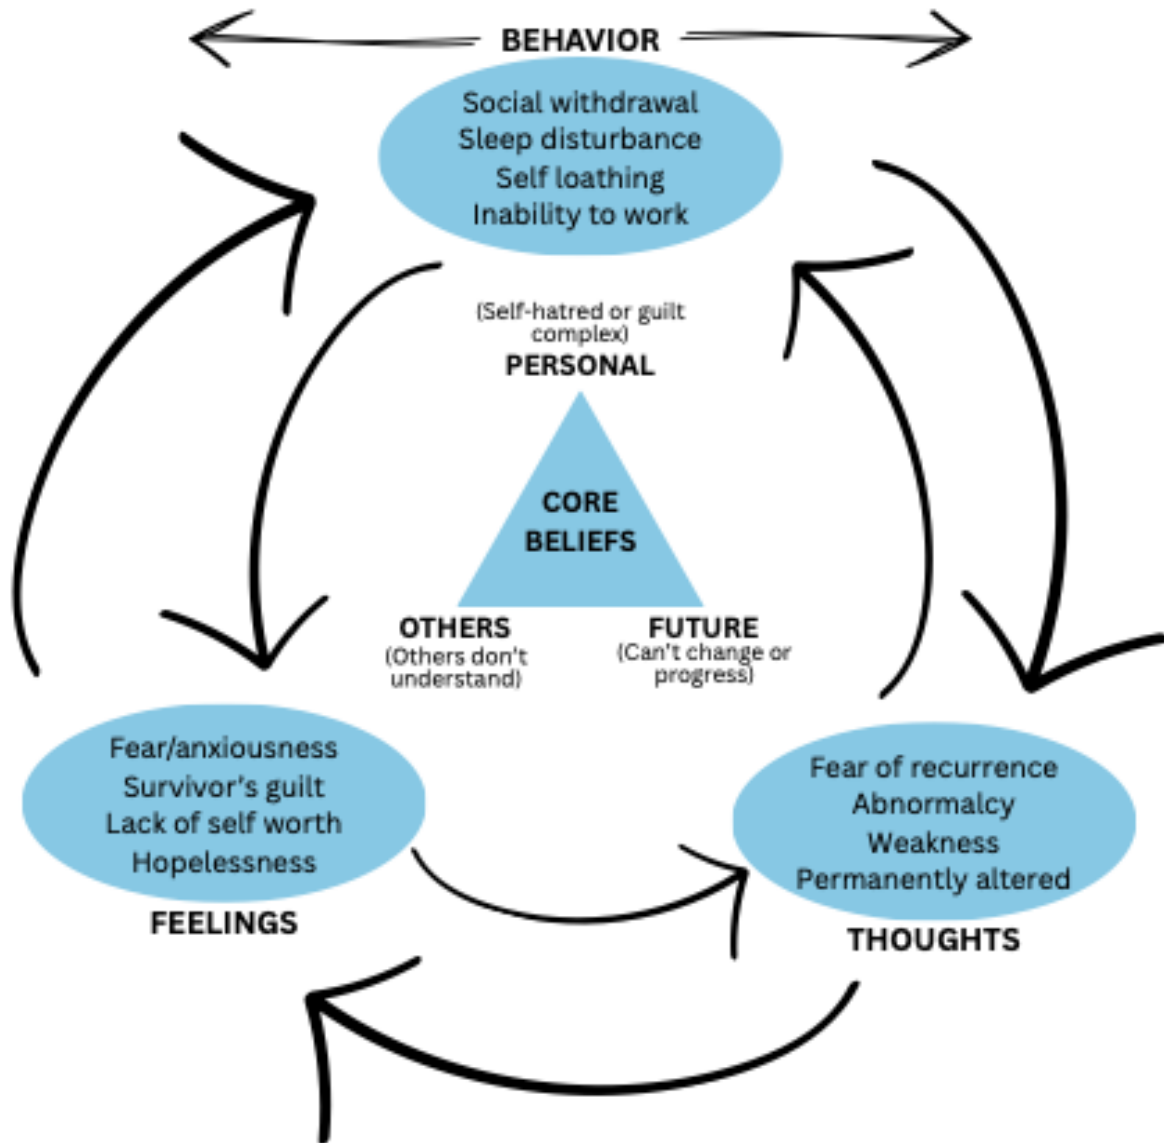 BEHAVIOR
Social withdrawal
Sleep disturbance
Self loathing
Inability to work
(Self-hatred or guilt
complex)
PERSONAL
CORE
BELIEFS
OTHERS
(Others don't
understand)
FUTURE
(Can't change or
progress)
Fear/anxiousness
Survivor's guilt
Lack of self worth
Hopelessness
FEELINGS
Fear of recurrence
Abnormalcy
Weakness
Permanently altered
THOUGHTS